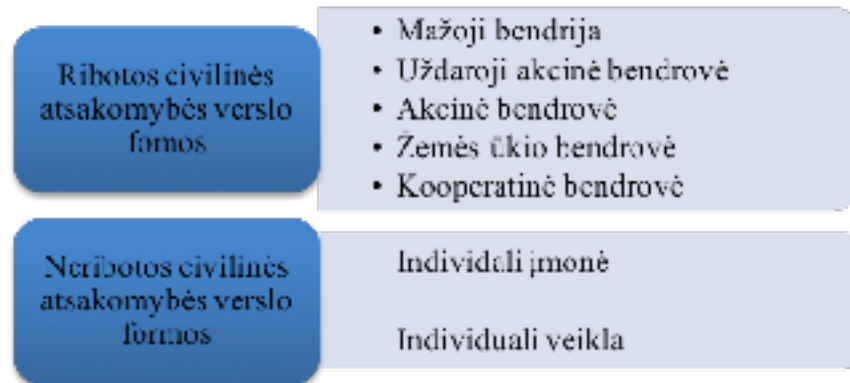 Ribotos civilinės
atsakomybės verslo
formos
• Mažoji bendrija
• Uždaroji akcinė bendrovė
• Akcinė bendrovė
• Žemės ūkio bendrovė
• Kooperatinė bendrovė
Neribotos civilinės
atsakomybės verslo
formos
Individali įmonė
Individuali veikla